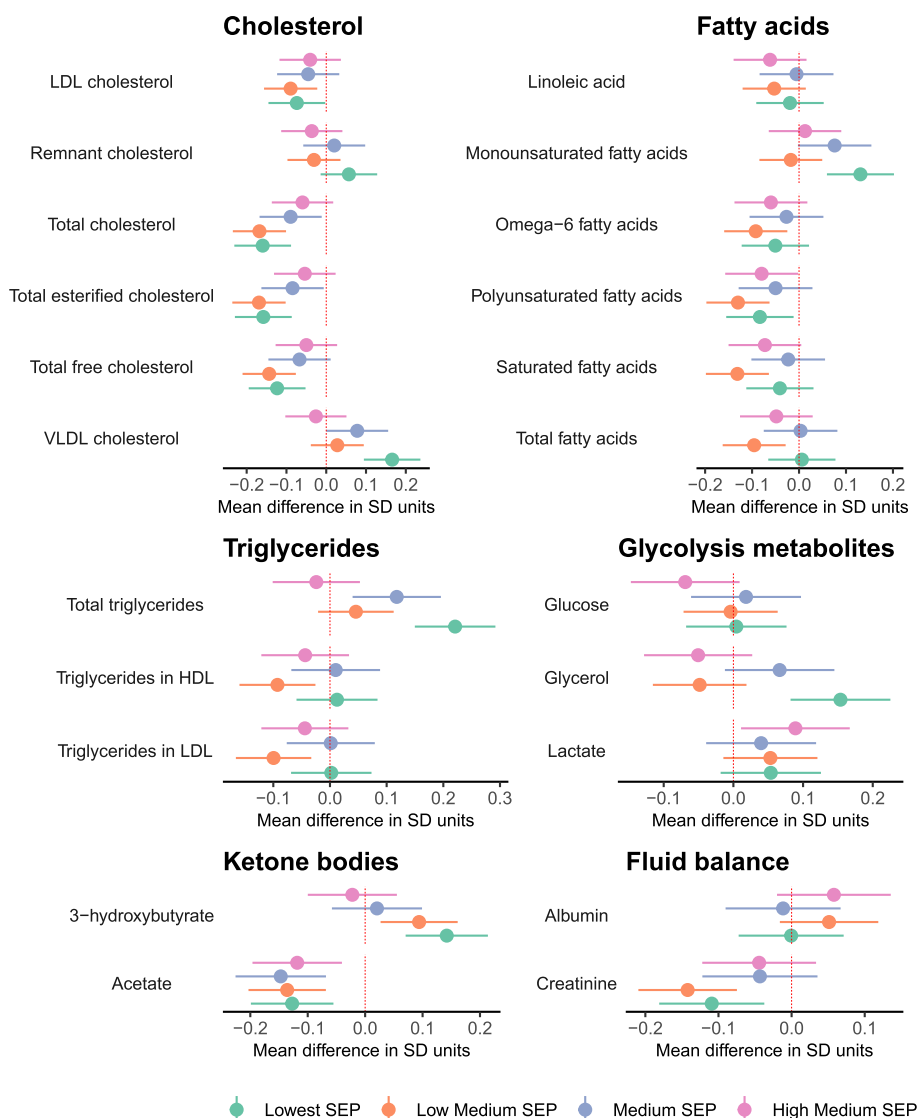 Cholesterol
LDL cholesterol
Remnant cholesterol
Total cholesterol
Total esterified cholesterol
Total free cholesterol
VLDL cholesterol
−0.2 −0.1 0.0 0.1 0.2
Mean difference in SD units
Fatty acids
Linoleic acid
Monounsaturated fatty acids
Omega−6 fatty acids
Polyunsaturated fatty acids
Saturated fatty acids
Total fatty acids
−0.2 −0.1 0.0 0.1 0.2
Mean difference in SD units
Triglycerides
Total triglycerides
Triglycerides in HDL
Triglycerides in LDL
−0.1 0.0 0.1 0.2 0.3
Mean difference in SD units
Glycolysis metabolites
Glucose
Glycerol
Lactate
−0.1 0.0 0.1 0.2
Mean difference in SD units
Ketone bodies
3−hydroxybutyrate
Acetate
−0.2 −0.1 0.0 0.1 0.2
Mean difference in SD units
Fluid balance
Albumin
Creatinine
−0.2 −0.1 0.0 0.1
Mean difference in SD units
Lowest SEP Low Medium SEP Medium SEP High Medium SEP